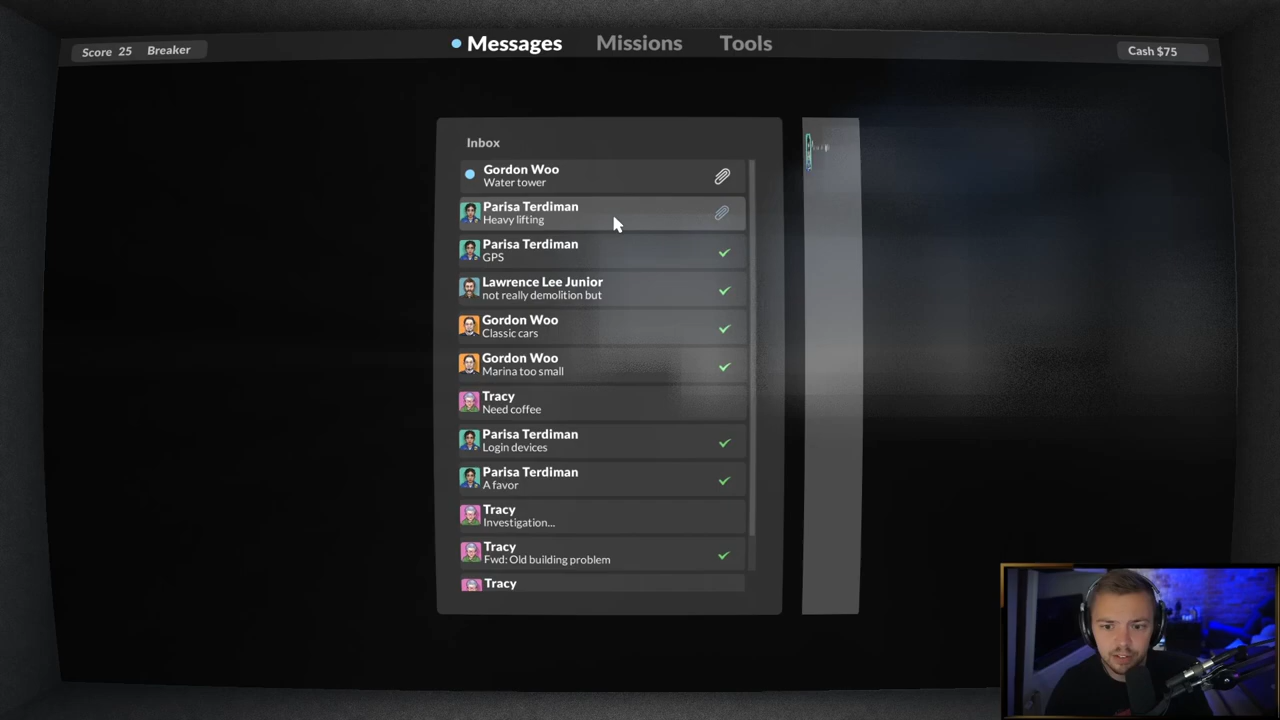 Score 25 Breaker
Messages
Missions
Tools
Cash $75
Inbox
Gordon Woo
Water tower
Parisa Terdiman
Heavy lifting
Parisa Terdiman
GPS
Lawrence Lee Junior
not really demolition but
Gordon Woo
Classic cars
Gordon Woo
Marina too small
Tracy
Need coffee
Parisa Terdiman
Login devices
Parisa Terdiman
A favor
Tracy
Investigation...
Tracy
Fwd: Old building problem
Tracy